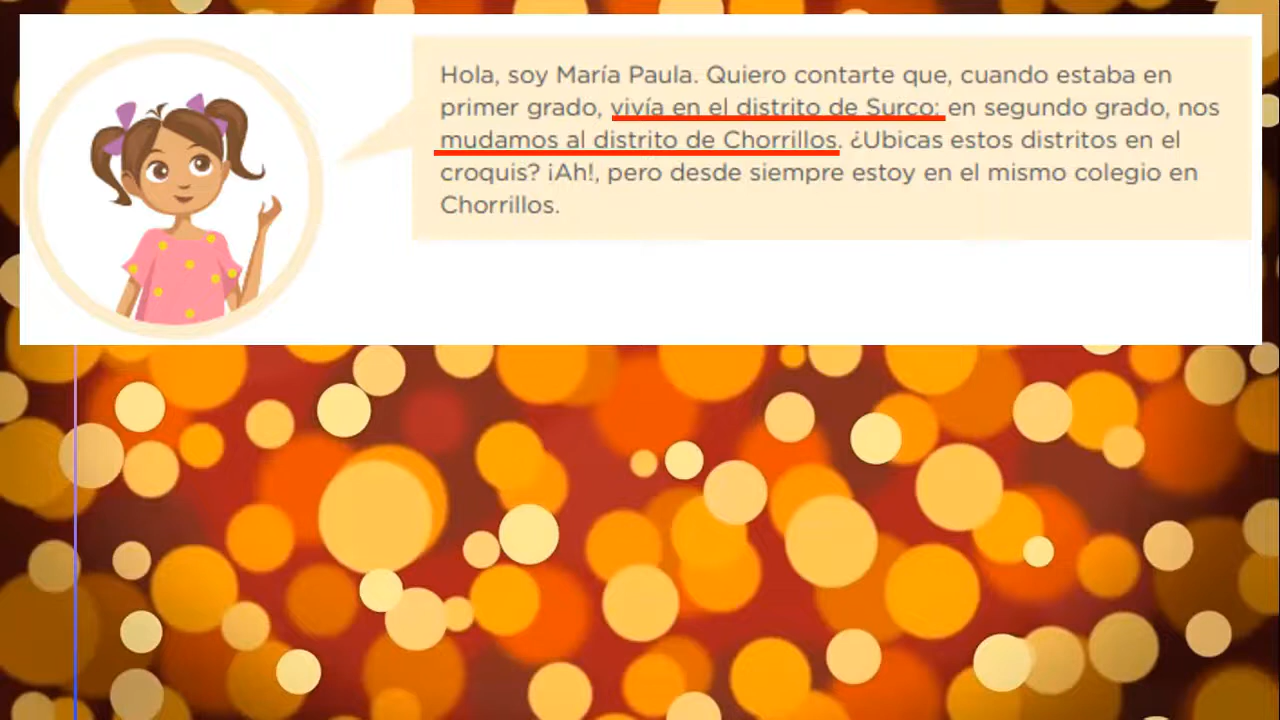 Hola, soy María Paula. Quiero contarte que, cuando estaba en
primer grado, vivía en el distrito de Surco; en segundo grado, nos
mudamos al distrito de Chorrillos. ¿Ubicas estos distritos en el
croquis? ¡Ah!, pero desde siempre estoy en el mismo colegio en
Chorrillos.